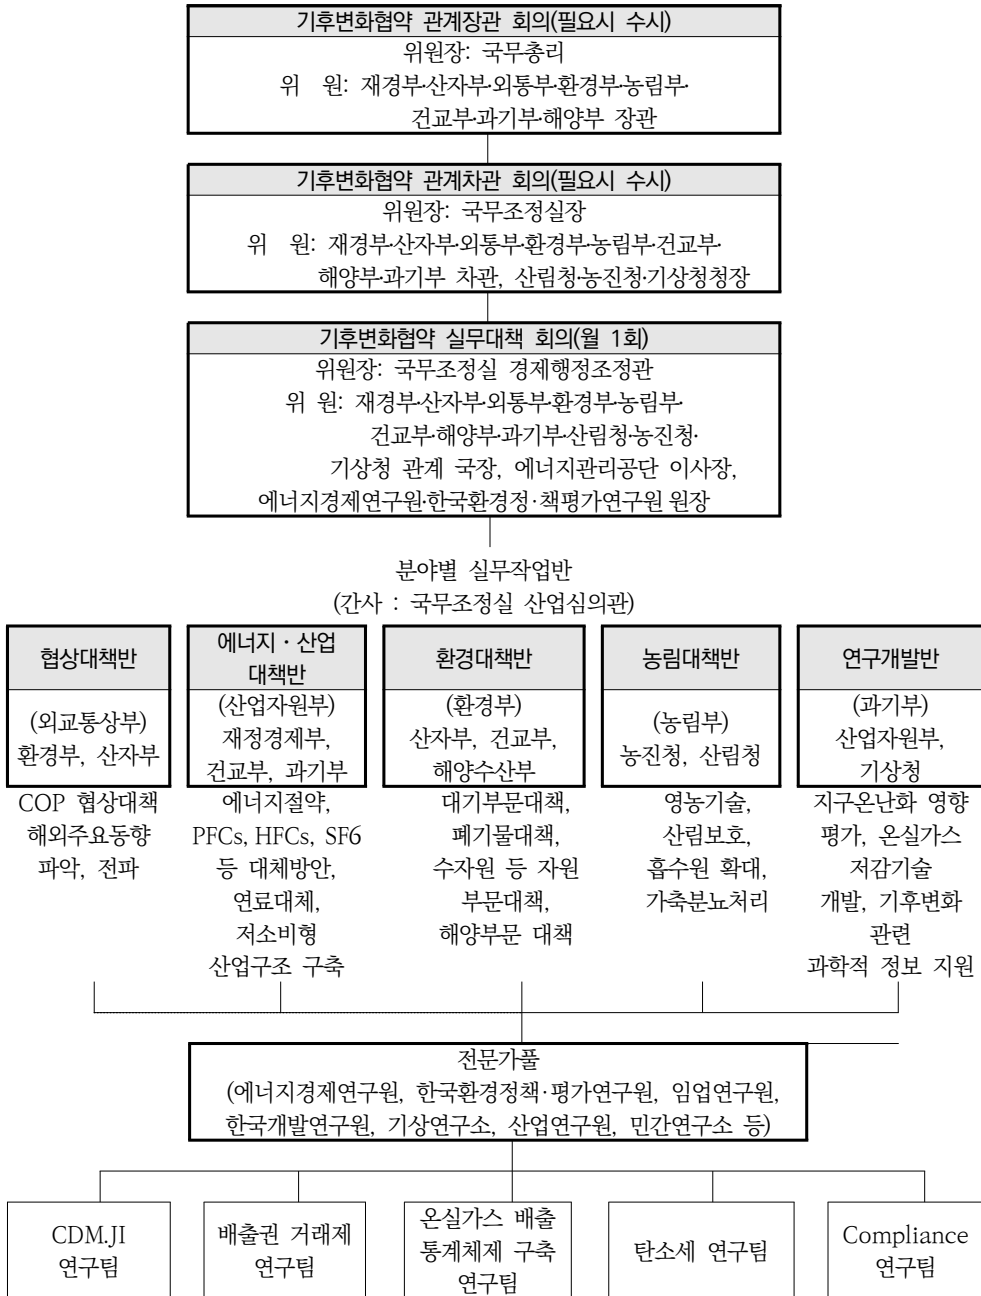 기후변화협약 관계장관 회의(필요시 수시)
위원장: 국무총리
위 원: 재경부·산자부·외통부·환경부·농림부·
건교부·과기부·해양부 장관
기후변화협약 관계차관 회의(필요시 수시)
위원장: 국무조정실장
위 원: 재경부·산자부·외통부·환경부·농림부·건교부·
해양부·과기부 차관, 산림청·농진청·기상청청장
기후변화협약 실무대책 회의(월 1회)
위원장: 국무조정실 경제행정조정관
위 원: 재경부·산자부·외통부·환경부·농림부·
건교부·해양부·과기부·산림청·농진청·
기상청 관계 국장, 에너지관리공단 이사장,
에너지경제연구원·한국환경정·책평가연구원 원장
분야별 실무작업반
(간사 : 국무조정실 산업심의관)
협상대책반
(외교통상부)
환경부, 산자부
COP 협상대책
해외주요동향
파악, 전파
에너지 · 산업
대책반
(산업자원부)
재정경제부,
건교부, 과기부
에너지절약,
PFCs, HFCs, SF6
등 대체방안,
연료대체,
저소비형
산업구조 구축
환경대책반
(환경부)
산자부, 건교부,
해양수산부
대기부문대책,
폐기물대책,
수자원 등 자원
부문대책,
해양부문 대책
농림대책반
(농림부)
농진청, 산림청
영농기술,
산림보호,
흡수원 확대,
가축분뇨처리
연구개발반
(과기부)
산업자원부,
기상청
지구온난화 영향
평가, 온실가스
저감기술
개발, 기후변화
관련
과학적 정보 지원
전문가풀
(에너지경제연구원, 한국환경정책·평가연구원, 임업연구원,
한국개발연구원, 기상연구소, 산업연구원, 민간연구소 등)
CDM.JI
연구팀
배출권 거래제
연구팀
온실가스 배출
통계체제 구축
연구팀
탄소세 연구팀
Compliance
연구팀